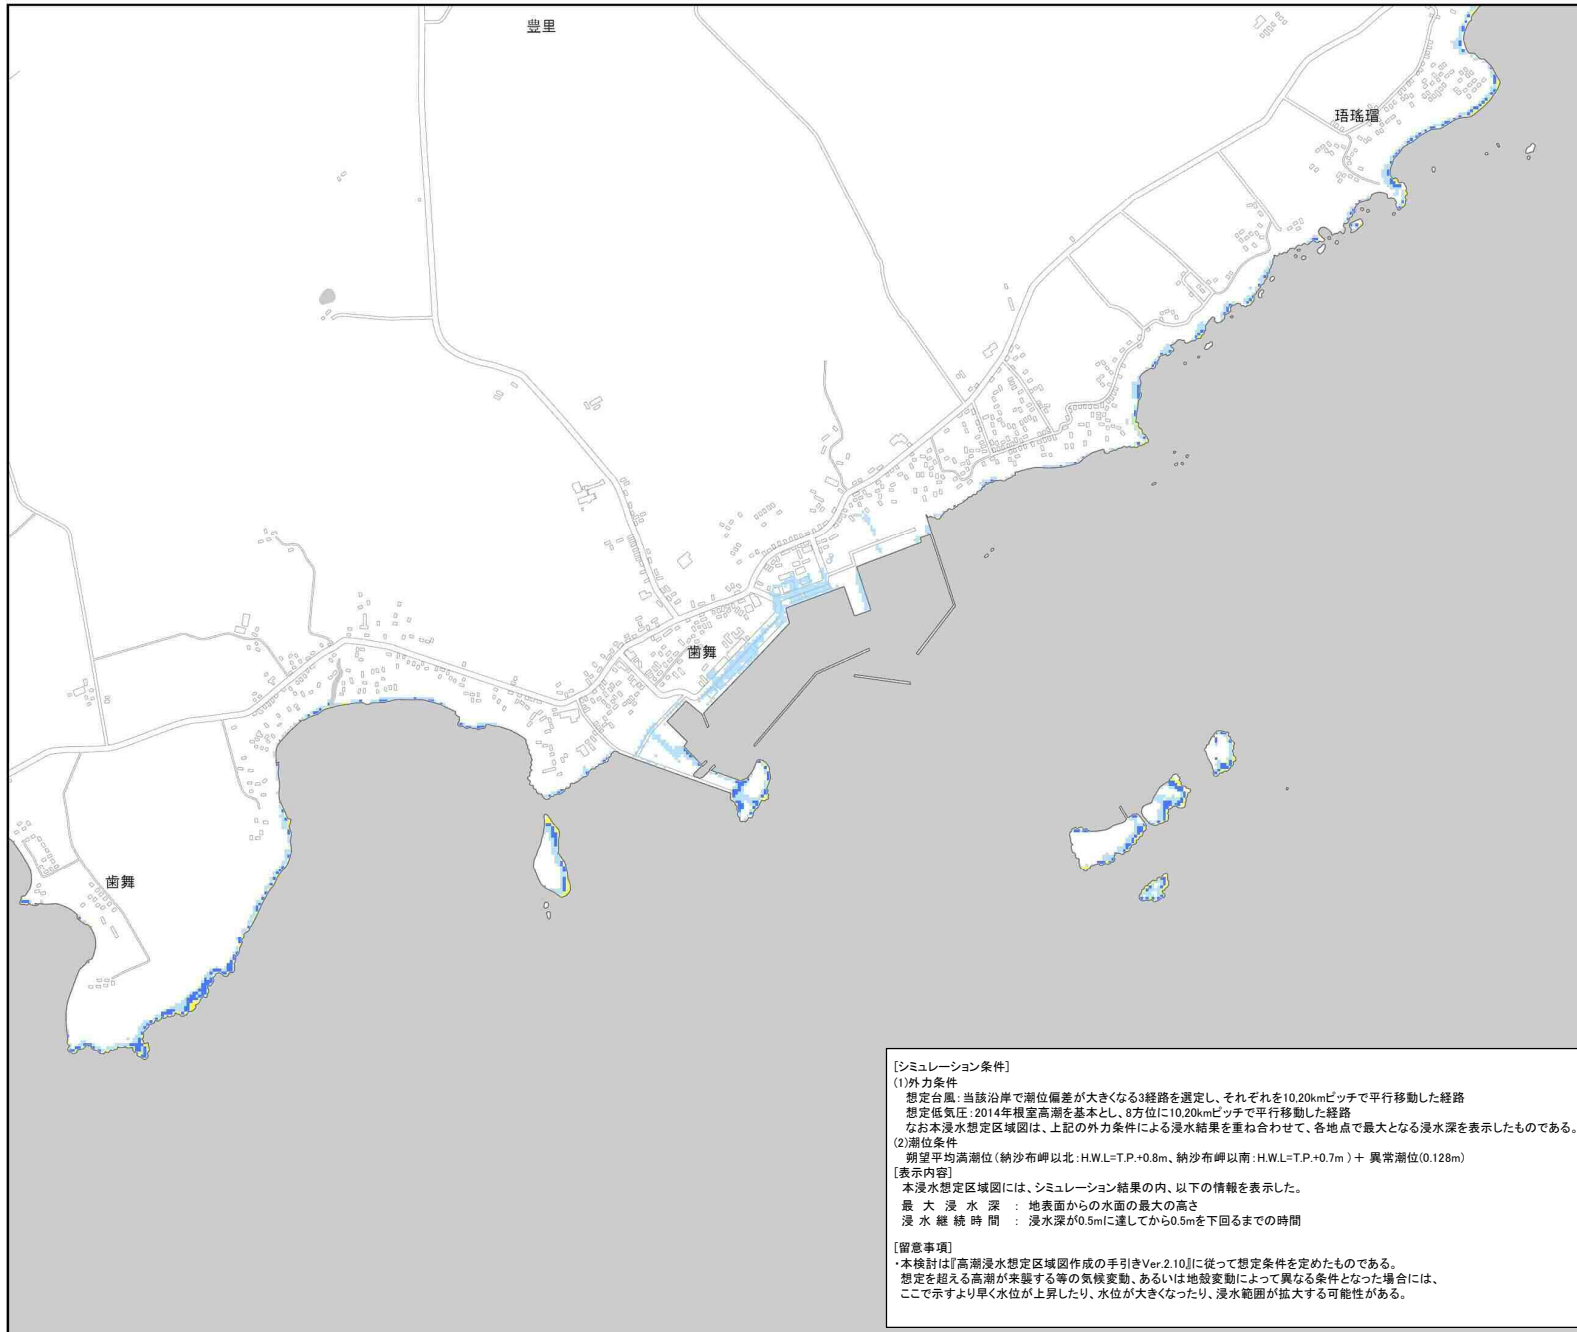 豊里
珸瑤瑁
歯舞
歯舞
[シミュレーション条件]
(1)外力条件
想定台風：当該沿岸で潮位偏差が大きくなる3経路を選定し、それぞれを10,20kmピッチで平行移動した経路
想定低気圧：2014年根室高潮を基本とし、8方位に10,20kmピッチで平行移動した経路
なお本浸水想定区域図は、上記の外力条件による浸水結果を重ね合わせて、各地点で最大となる浸水深を表示したものである。
(2)潮位条件
朔望平均満潮位（納沙布岬以北：H.W.L=T.P.+0.8m、納沙布岬以南：H.W.L=T.P.+0.7m ）＋ 異常潮位(0.128m)
[表示内容]
本浸水想定区域図には、シミュレーション結果の内、以下の情報を表示した。
最 大 浸 水 深 ： 地表面からの水面の最大の高さ
浸 水 継 続 時 間 ： 浸水深が0.5mに達してから0.5mを下回るまでの時間
[留意事項]
・本検討は『高潮浸水想定区域図作成の手引きVer.2.10』に従って想定条件を定めたものである。
想定を超える高潮が来襲する等の気候変動、あるいは地殻変動によって異なる条件となった場合には、
ここで示すより早く水位が上昇したり、水位が大きくなったり、浸水範囲が拡大する可能性がある。